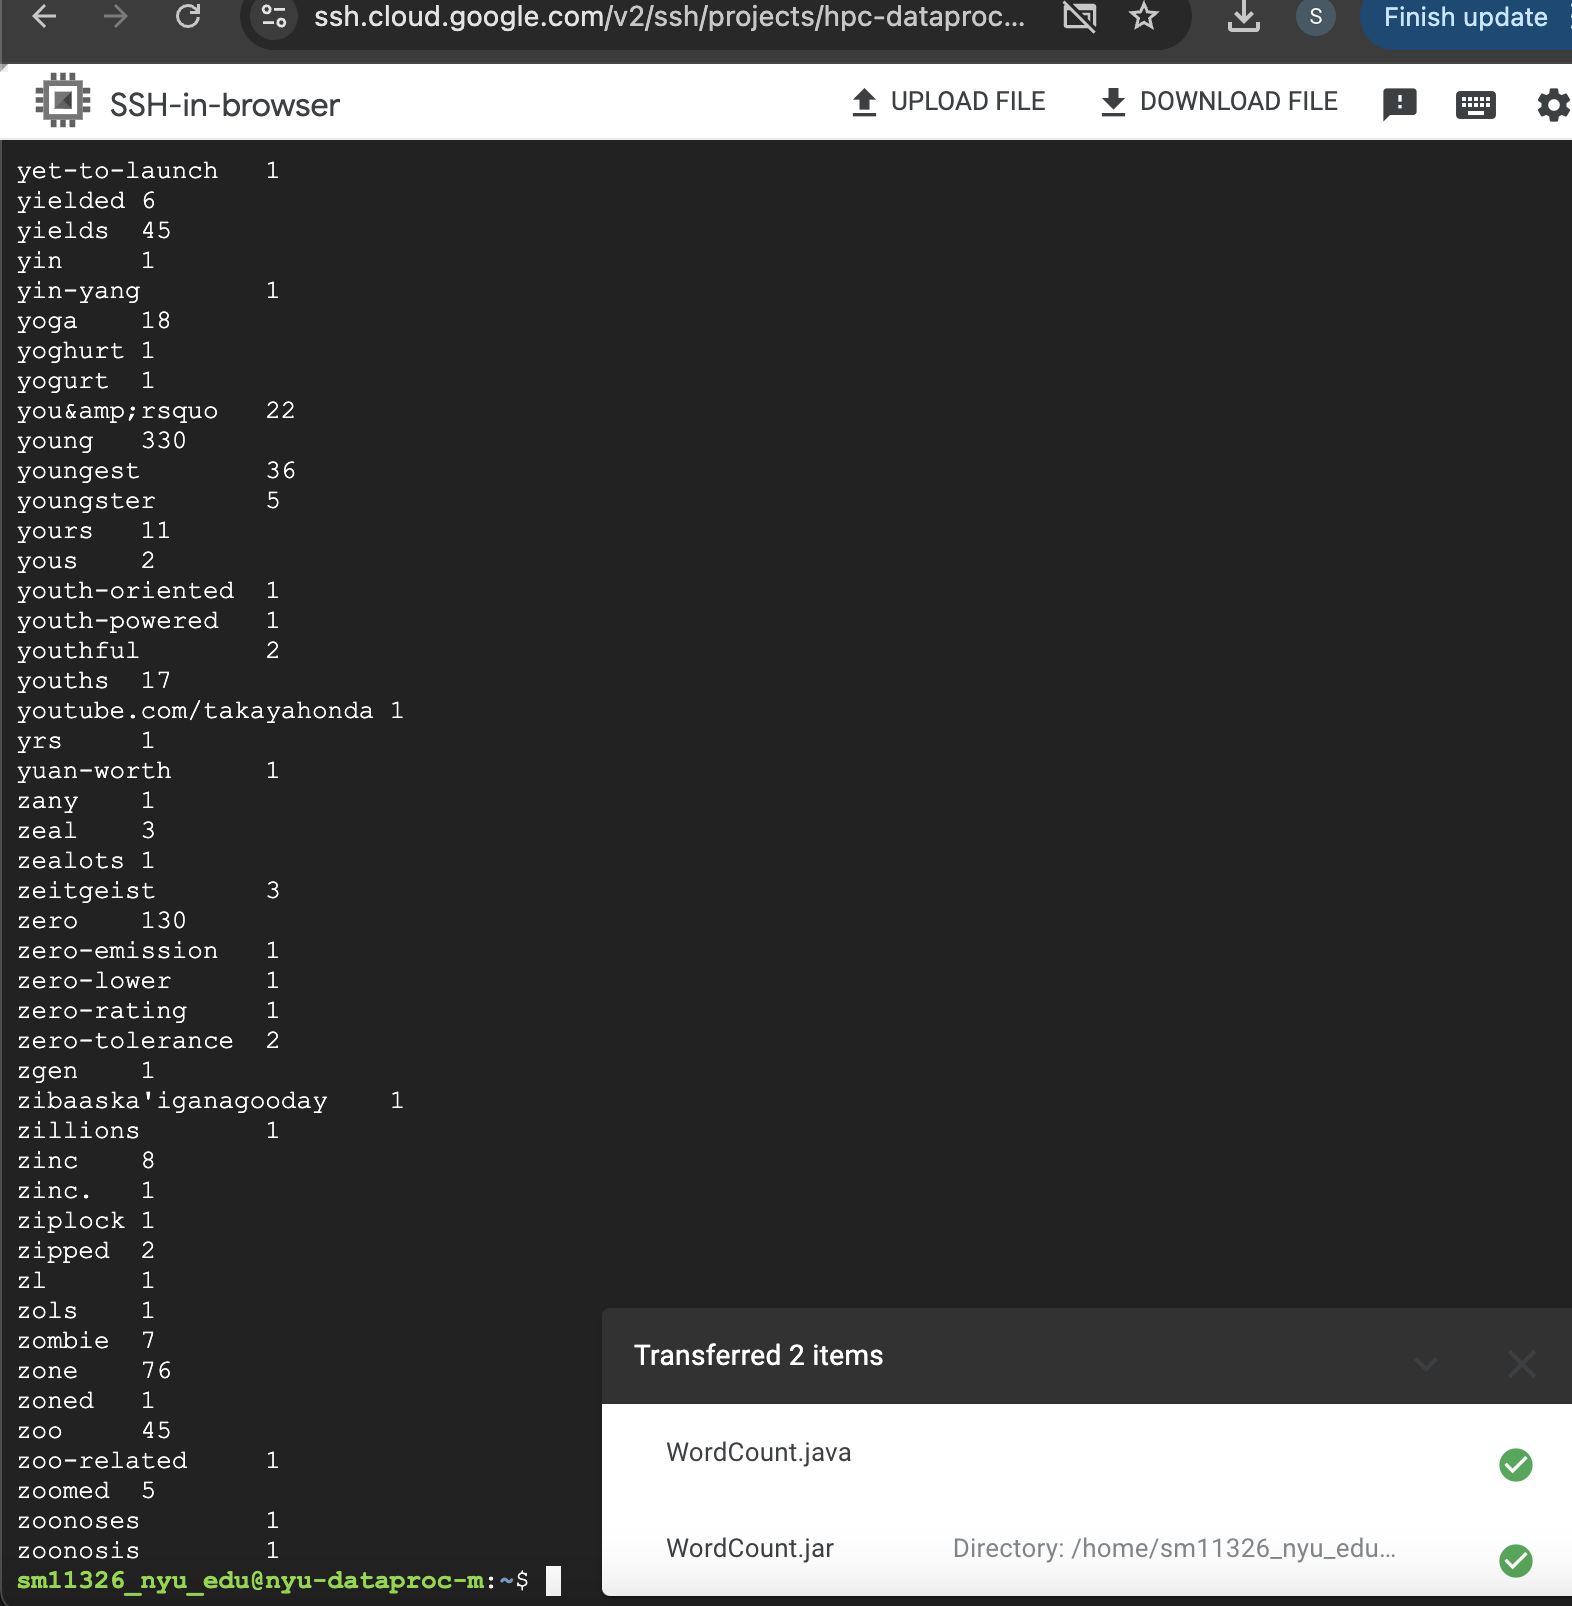 ssh.cloud.google.com/v2/ssh/projects/hpc-dataproc...
S
Finish update
SSH-in-browser
UPLOAD FILE
DOWNLOAD FILE
yet-to-launch 1
yielded 6
yields 45
yin 1
yin-yang 1
yoga 18
yoghurt 1
yogurt 1
you&amp;rsquo 22
young 330
youngest 36
youngster 5
yours 11
yous 2
youth-oriented 1
youth-powered 1
youthful 2
youths 17
youtube.com/takayahonda 1
yrs 1
yuan-worth 1
zany 1
zeal 3
zealots 1
zeitgeist 3
zero 130
zero-emission 1
zero-lower 1
zero-rating 1
zero-tolerance 2
zgen 1
zibaaska'iganagooday 1
zillions 1
zinc 8
zinc. 1
ziplock 1
zipped 2
zl 1
zols 1
zombie 7
zone 76
zoned 1
zoo 45
zoo-related 1
zoomed 5
zoonoses 1
zoonosis 1
sm11326_nyu_edu@nyu-dataproc-m:~$
Transferred 2 items
WordCount.java
WordCount.jar Directory: /home/sm11326_nyu_edu...